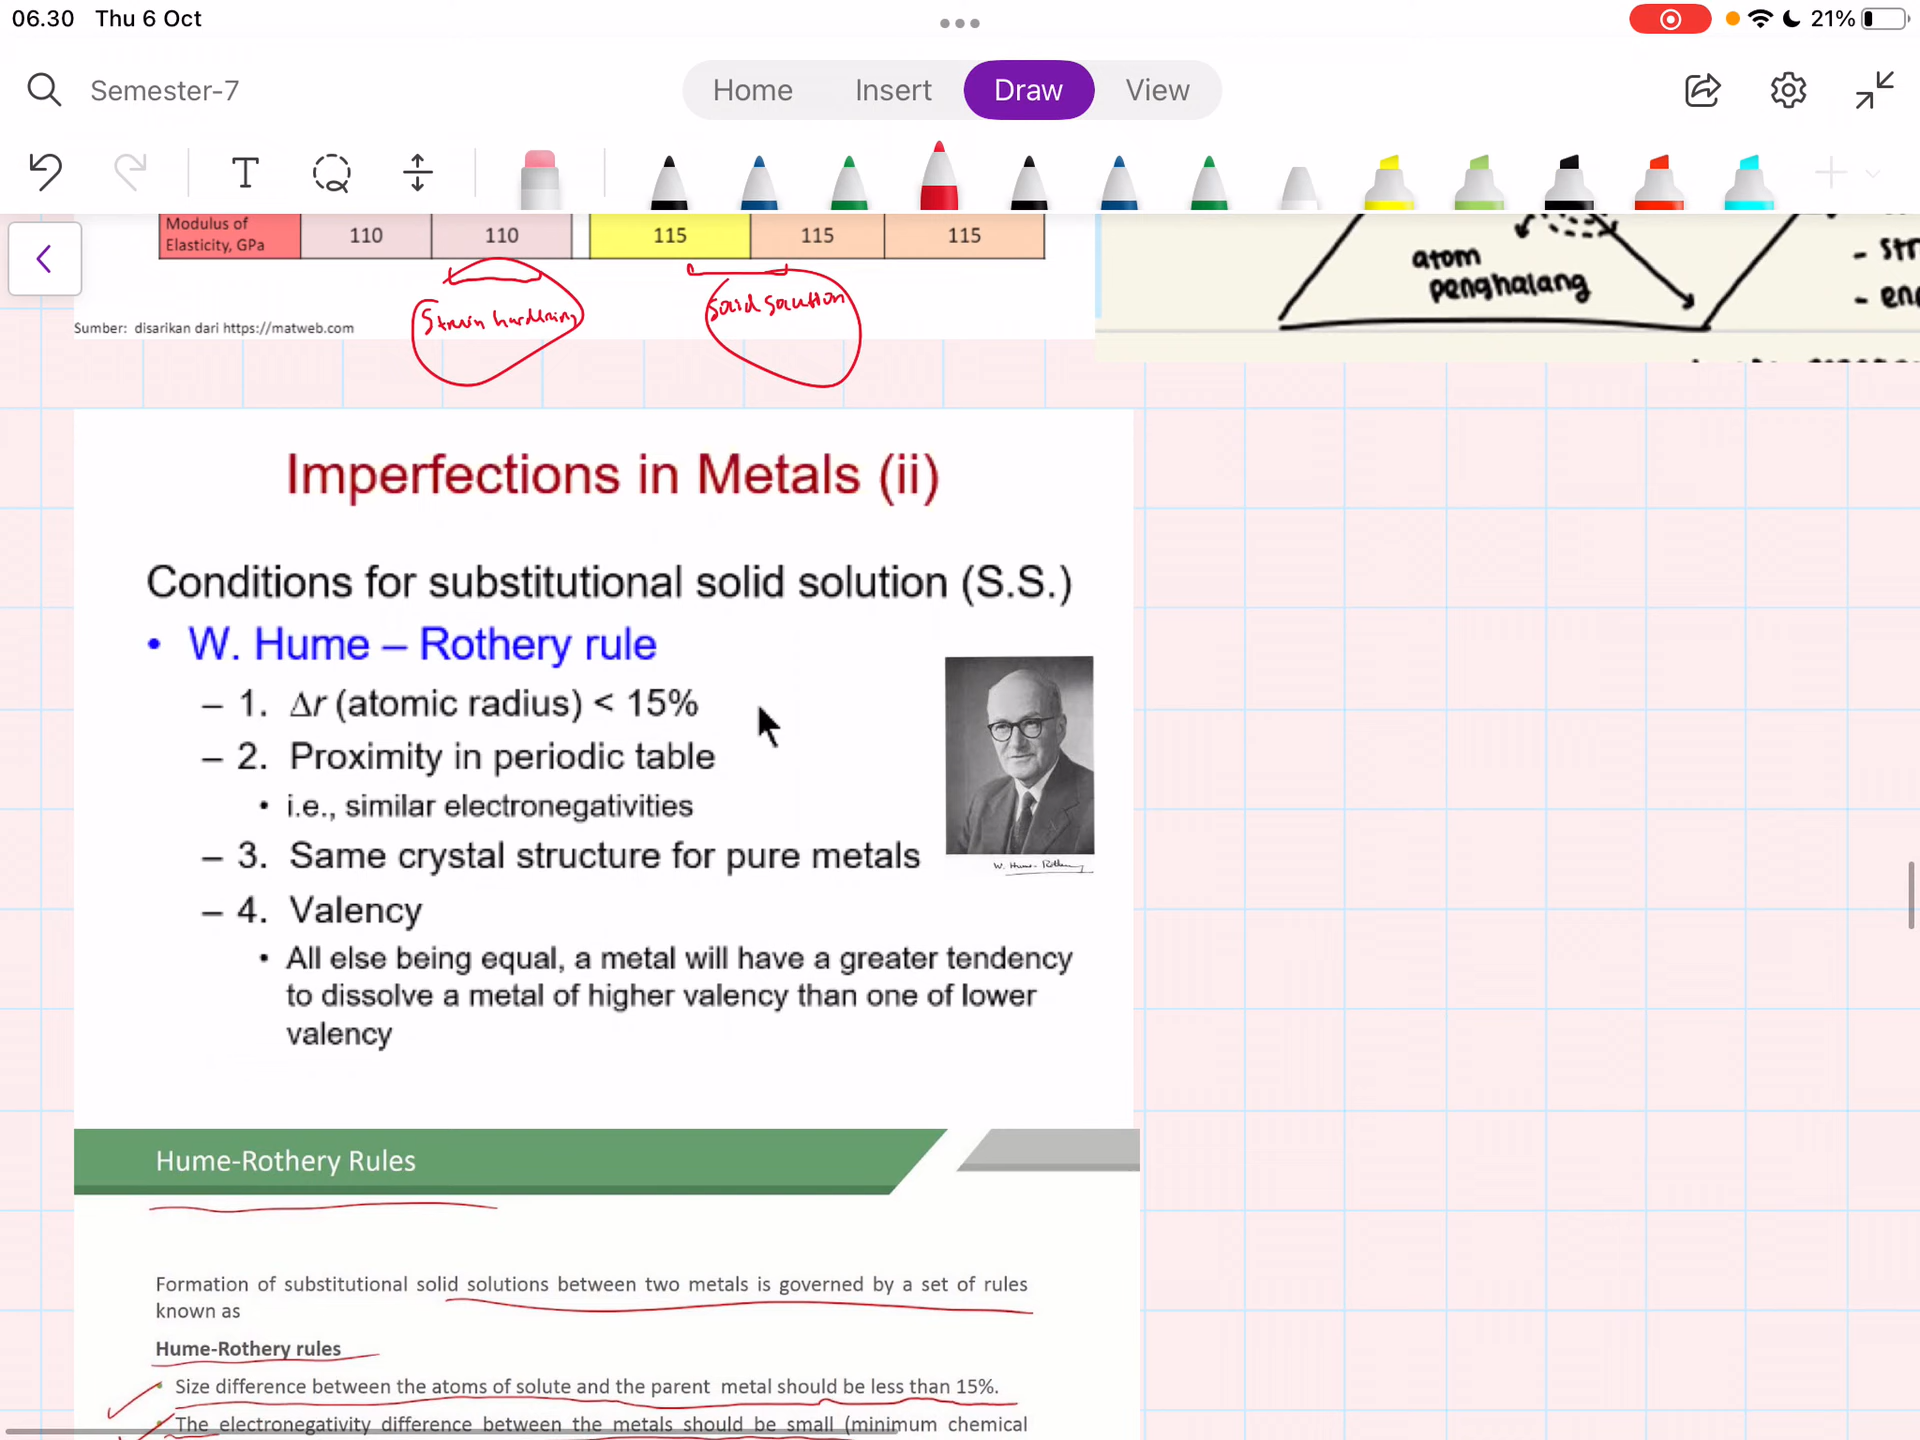 06.30 Thu 6 Oct
21%
Semester-7
Home Insert Draw View
Modulus of
Elasticity, GPa
110 110 115 115 115
Strain hardening
Solid solution
Sumber: disarikan dari https://matweb.com
atom
penghalang
- str
- en
Imperfections in Metals (ii)
Conditions for substitutional solid solution (S.S.)
• W. Hume – Rothery rule
– 1. Δr (atomic radius) < 15%
– 2. Proximity in periodic table
• i.e., similar electronegativities
– 3. Same crystal structure for pure metals
– 4. Valency
• All else being equal, a metal will have a greater tendency
to dissolve a metal of higher valency than one of lower
valency
W. Hume-Rothery
Hume-Rothery Rules
Formation of substitutional solid solutions between two metals is governed by a set of rules
known as
Hume-Rothery rules
• Size difference between the atoms of solute and the parent metal should be less than 15%.
• The electronegativity difference between the metals should be small (minimum chemical